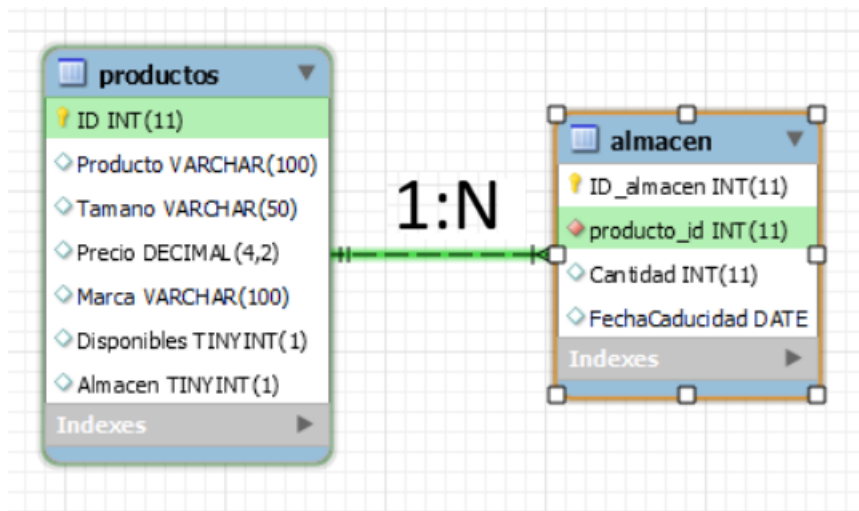 productos
ID INT(11)
Producto VARCHAR(100)
Tamano VARCHAR(50)
Precio DECIMAL(4,2)
Marca VARCHAR(100)
Disponibles TINYINT(1)
Almacen TINYINT(1)
Indexes
1:N
almacen
ID_almacen INT(11)
producto_id INT(11)
Cantidad INT(11)
FechaCaducidad DATE
Indexes